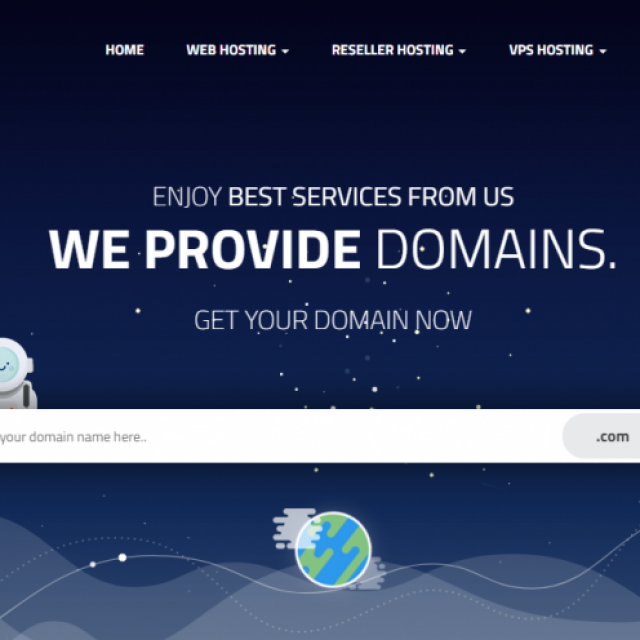 HOME WEB HOSTING RESELLER HOSTING VPS HOSTING
ENJOY BEST SERVICES FROM US
WE PROVIDE DOMAINS.
GET YOUR DOMAIN NOW
your domain name here.. .com